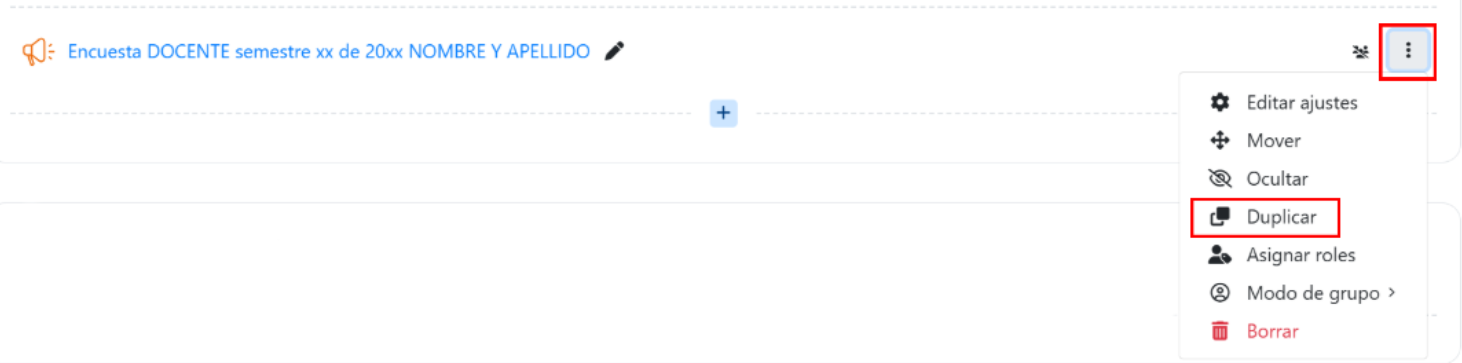 Encuesta DOCENTE semestre xx de 20xx NOMBRE Y APELLIDO
Editar ajustes
Mover
Ocultar
Duplicar
Asignar roles
Modo de grupo >
Borrar